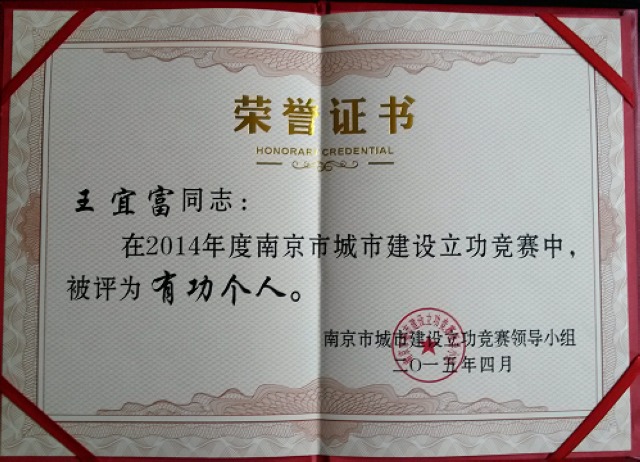 荣誉证书
HONORARY CREDENTIAL
王宜富同志：
在2014年度南京市城市建设立功竞赛中，
被评为有功个人。
南京市城市建设立功竞赛领导小组
二〇一五年四月